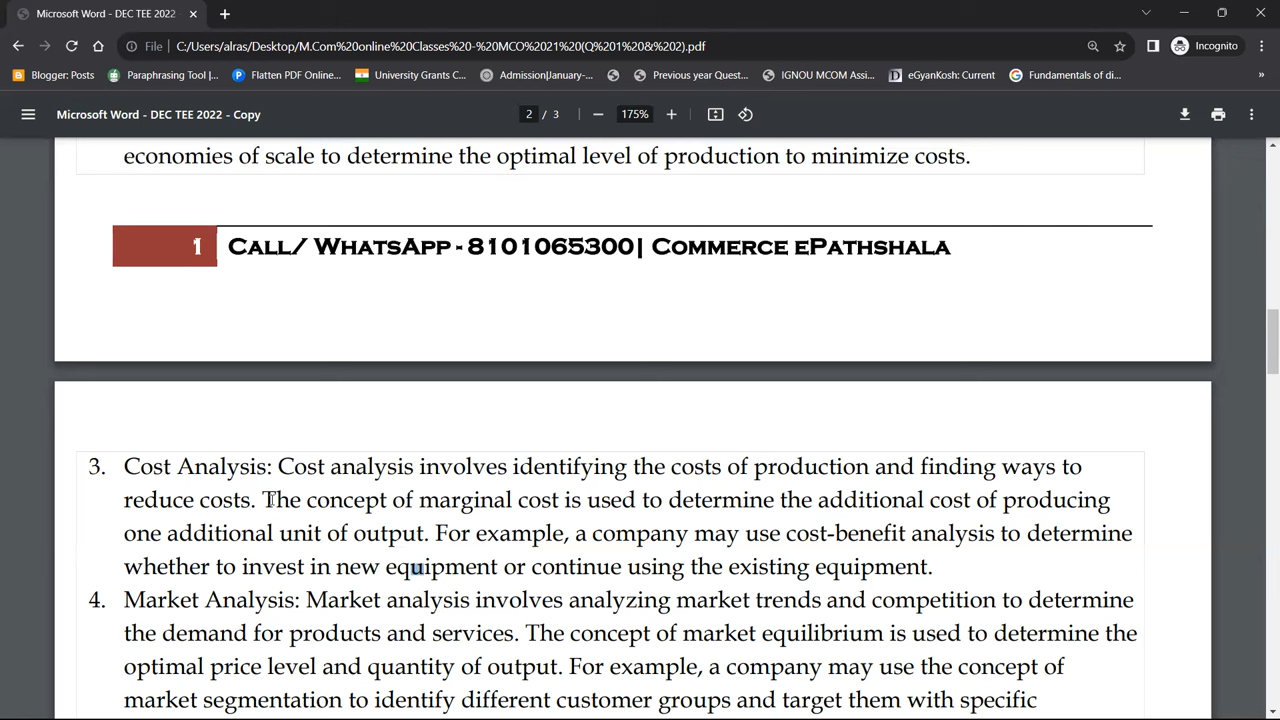 Microsoft Word - DEC TEE 2022
Incognito
File C:/Users/alras/Desktop/M.Com%20online%20Classes%20-%20MCO%2021%20(Q%201%20&%202).pdf
Blogger: Posts Paraphrasing Tool |... Flatten PDF Online... University Grants C... Admission|January-... Previous year Quest... IGNOU MCOM Assi... eGyanKosh: Current Fundamentals of di... »
Microsoft Word - DEC TEE 2022 - Copy 2 / 3 175%
economies of scale to determine the optimal level of production to minimize costs.
1 CALL/ WHATSAPP - 8101065300| COMMERCE EPATHSHALA
3. Cost Analysis: Cost analysis involves identifying the costs of production and finding ways to
reduce costs. The concept of marginal cost is used to determine the additional cost of producing
one additional unit of output. For example, a company may use cost-benefit analysis to determine
whether to invest in new equipment or continue using the existing equipment.
4. Market Analysis: Market analysis involves analyzing market trends and competition to determine
the demand for products and services. The concept of market equilibrium is used to determine the
optimal price level and quantity of output. For example, a company may use the concept of
market segmentation to identify different customer groups and target them with specific